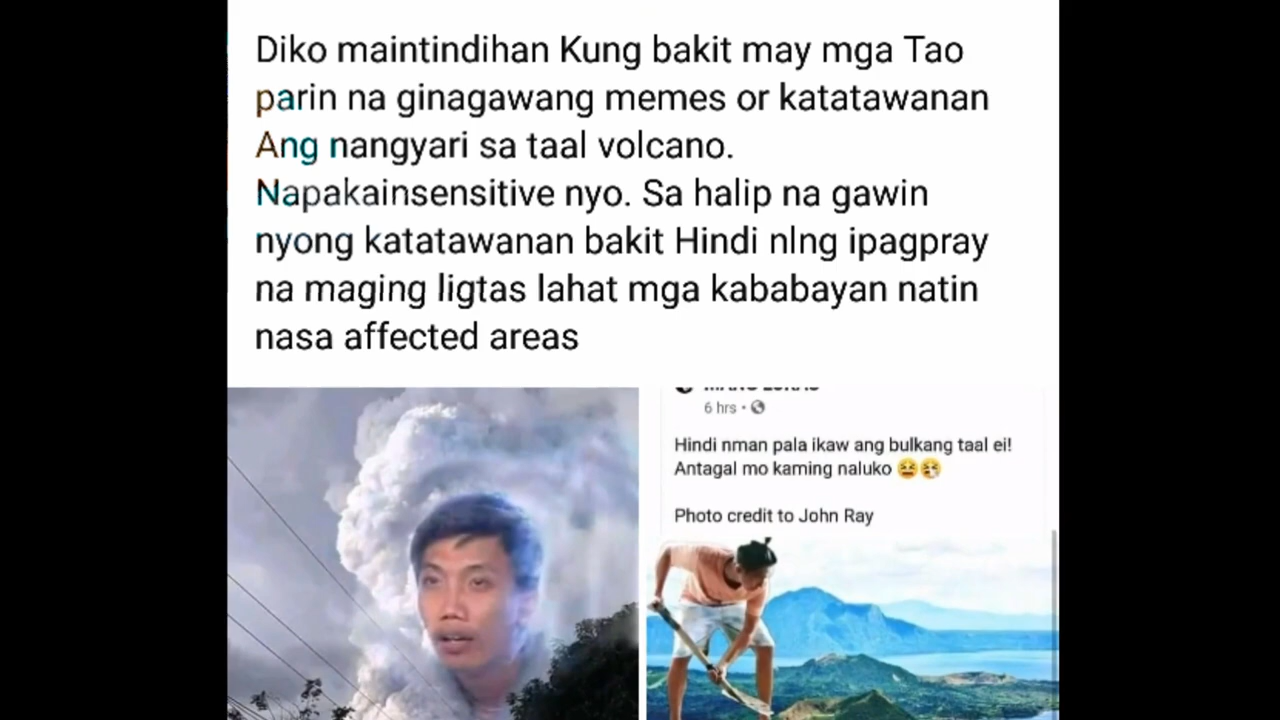 Diko maintindihan Kung bakit may mga Tao
parin na ginagawang memes or katatawanan
Ang nangyari sa taal volcano.
Napakainsensitive nyo. Sa halip na gawin
nyong katatawanan bakit Hindi nlng ipagpray
na maging ligtas lahat mga kababayan natin
nasa affected areas
6 hrs •
Hindi nman pala ikaw ang bulkang taal ei!
Antagal mo kaming naluko 😆🤧
Photo credit to John Ray